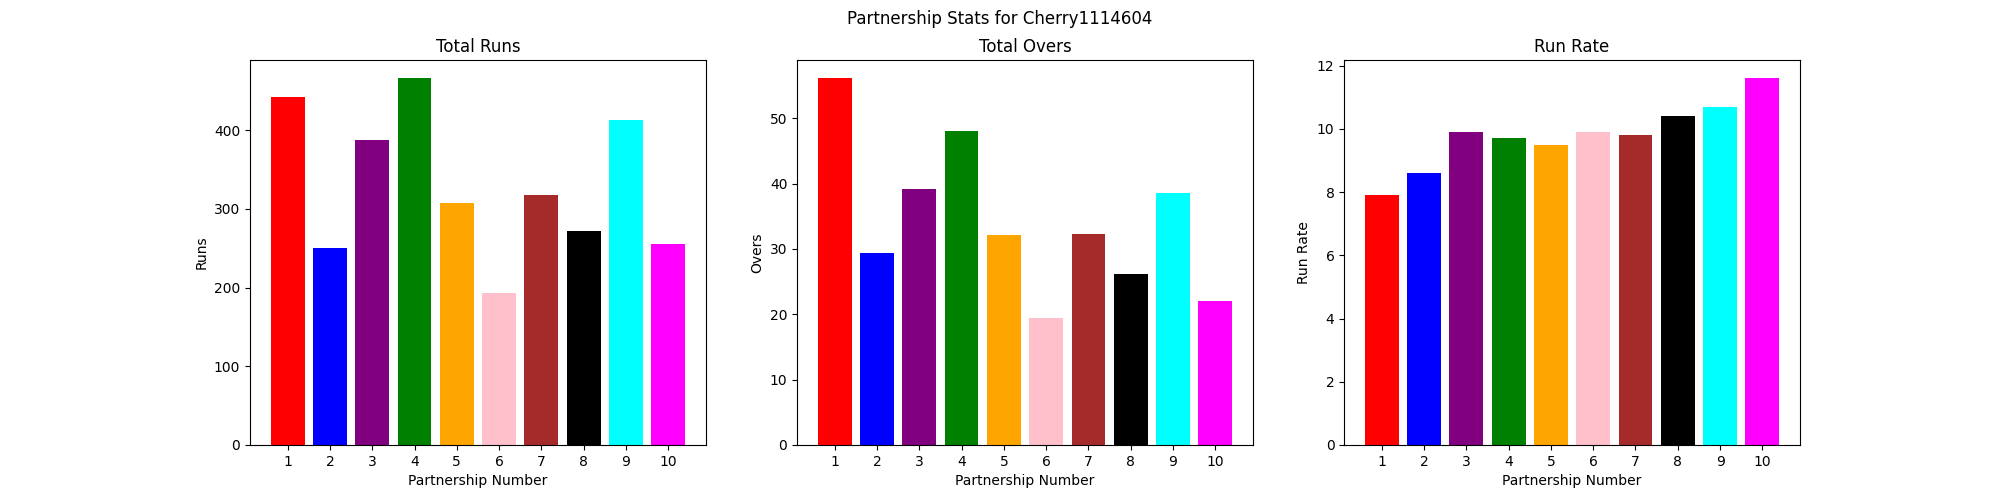 Partnership Stats for Cherry1114604
Total Runs
Runs
400
300
200
100
0
1 2 3 4 5 6 7 8 9 10
Partnership Number
Total Overs
Overs
50
40
30
20
10
0
1 2 3 4 5 6 7 8 9 10
Partnership Number
Run Rate
Run Rate
12
10
8
6
4
2
0
1 2 3 4 5 6 7 8 9 10
Partnership Number